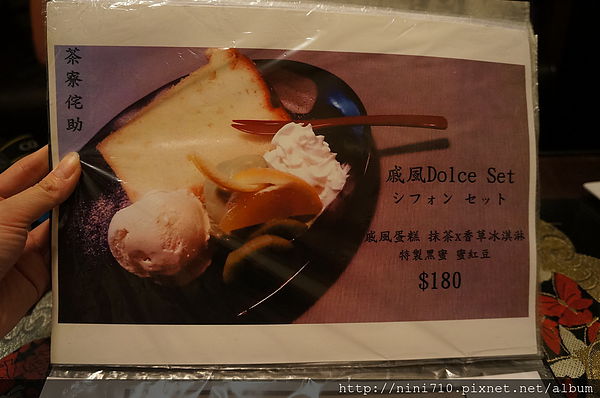 茶寮侘助
戚風Dolce Set
シフォン セット
戚風蛋糕 抹茶x香草冰淇淋
特製黑蜜 蜜紅豆
$180
http://nini710.pixnet.net/album